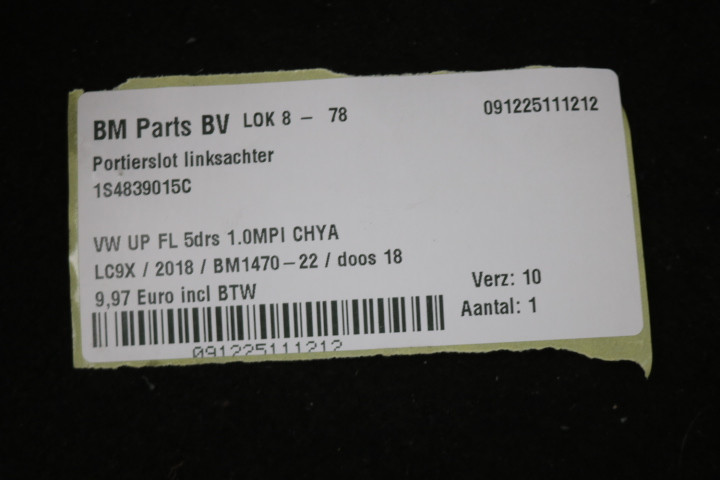 BM Parts BV LOK 8 - 78 091225111212
Portierslot linksachter
1S4839015C
VW UP FL 5drs 1.0MPI CHYA
LC9X / 2018 / BM1470-22 / doos 18
9,97 Euro incl BTW Verz: 10
Aantal: 1
091225111212